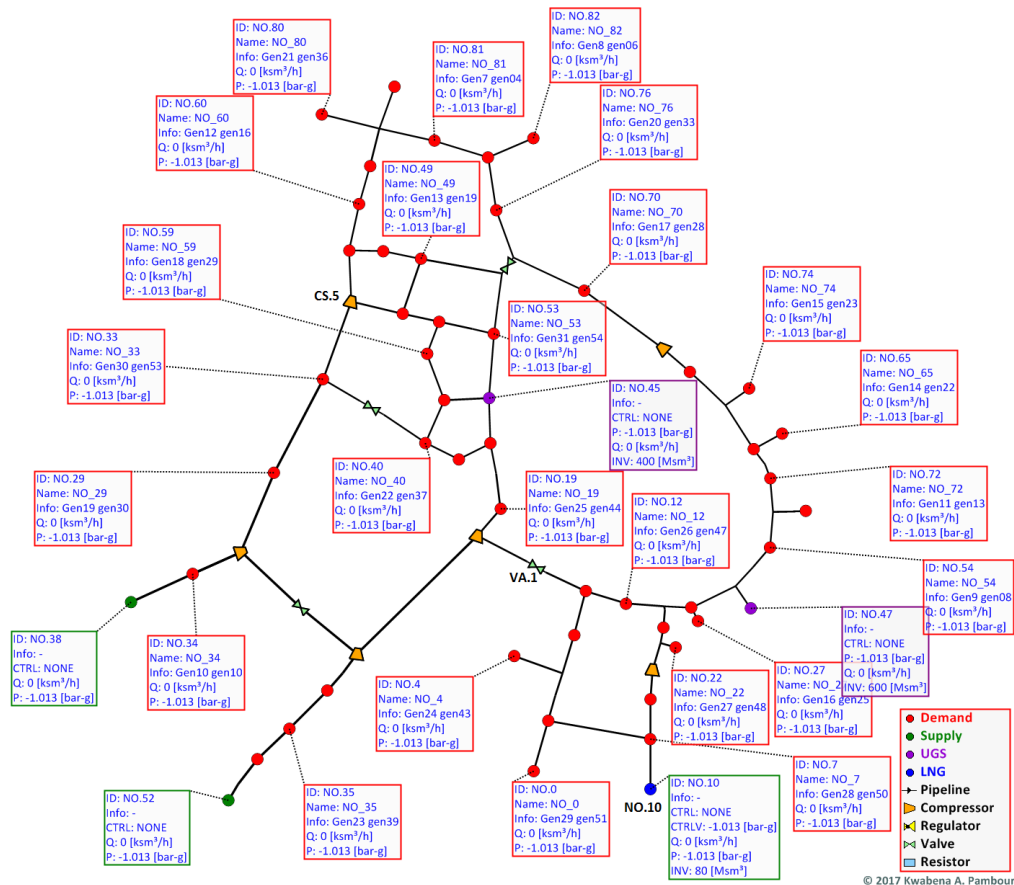 ID: NO.80
Name: NO_80
Info: Gen21 gen36
Q: 0 [ksm³/h]
P: -1.013 [bar-g]
ID: NO.81
Name: NO_81
Info: Gen7 gen04
Q: 0 [ksm³/h]
P: -1.013 [bar-g]
ID: NO.82
Name: NO_82
Info: Gen8 gen06
Q: 0 [ksm³/h]
P: -1.013 [bar-g]
ID: NO.60
Name: NO_60
Info: Gen12 gen16
Q: 0 [ksm³/h]
P: -1.013 [bar-g]
ID: NO.76
Name: NO_76
Info: Gen20 gen33
Q: 0 [ksm³/h]
P: -1.013 [bar-g]
ID: NO.49
Name: NO_49
Info: Gen13 gen19
Q: 0 [ksm³/h]
P: -1.013 [bar-g]
ID: NO.70
Name: NO_70
Info: Gen17 gen28
Q: 0 [ksm³/h]
P: -1.013 [bar-g]
ID: NO.59
Name: NO_59
Info: Gen18 gen29
Q: 0 [ksm³/h]
P: -1.013 [bar-g]
ID: NO.74
Name: NO_74
Info: Gen15 gen23
Q: 0 [ksm³/h]
P: -1.013 [bar-g]
CS.5
ID: NO.53
Name: NO_53
Info: Gen31 gen54
Q: 0 [ksm³/h]
P: -1.013 [bar-g]
ID: NO.33
Name: NO_33
Info: Gen30 gen53
Q: 0 [ksm³/h]
P: -1.013 [bar-g]
ID: NO.65
Name: NO_65
Info: Gen14 gen22
Q: 0 [ksm³/h]
P: -1.013 [bar-g]
ID: NO.45
Info: -
CTRL: NONE
P: -1.013 [bar-g]
Q: 0 [ksm³/h]
INV: 400 [Msm³]
ID: NO.40
Name: NO_40
Info: Gen22 gen37
Q: 0 [ksm³/h]
P: -1.013 [bar-g]
ID: NO.29
Name: NO_29
Info: Gen19 gen30
Q: 0 [ksm³/h]
P: -1.013 [bar-g]
ID: NO.19
Name: NO_19
Info: Gen25 gen44
Q: 0 [ksm³/h]
P: -1.013 [bar-g]
ID: NO.72
Name: NO_72
Info: Gen11 gen13
Q: 0 [ksm³/h]
P: -1.013 [bar-g]
ID: NO.12
Name: NO_12
Info: Gen26 gen47
Q: 0 [ksm³/h]
P: -1.013 [bar-g]
VA.1
ID: NO.54
Name: NO_54
Info: Gen9 gen08
Q: 0 [ksm³/h]
P: -1.013 [bar-g]
ID: NO.47
Info: -
CTRL: NONE
P: -1.013 [bar-g]
Q: 0 [ksm³/h]
INV: 600 [Msm³]
ID: NO.38
Info: -
CTRL: NONE
Q: 0 [ksm³/h]
P: -1.013 [bar-g]
ID: NO.34
Name: NO_34
Info: Gen10 gen10
Q: 0 [ksm³/h]
P: -1.013 [bar-g]
ID: NO.4
Name: NO_4
Info: Gen24 gen43
Q: 0 [ksm³/h]
P: -1.013 [bar-g]
ID: NO.22
Name: NO_22
Info: Gen27 gen48
Q: 0 [ksm³/h]
P: -1.013 [bar-g]
ID: NO.27
Name: NO_2
Info: Gen16 gen25
Q: 0 [ksm³/h]
P: -1.013 [bar-g]
ID: NO.52
Info: -
CTRL: NONE
Q: 0 [ksm³/h]
P: -1.013 [bar-g]
ID: NO.35
Name: NO_35
Info: Gen23 gen39
Q: 0 [ksm³/h]
P: -1.013 [bar-g]
ID: NO.0
Name: NO_0
Info: Gen29 gen51
Q: 0 [ksm³/h]
P: -1.013 [bar-g]
NO.10
ID: NO.10
Info: -
CTRL: NONE
CTRLV: -1.013 [bar-g]
Q: 0 [ksm³/h]
P: -1.013 [bar-g]
INV: 80 [Msm³]
ID: NO.7
Name: NO_7
Info: Gen28 gen50
Q: 0 [ksm³/h]
P: -1.013 [bar-g]
Demand
Supply
UGS
LNG
Pipeline
Compressor
Regulator
Valve
Resistor
© 2017 Kwabena A. Pambour